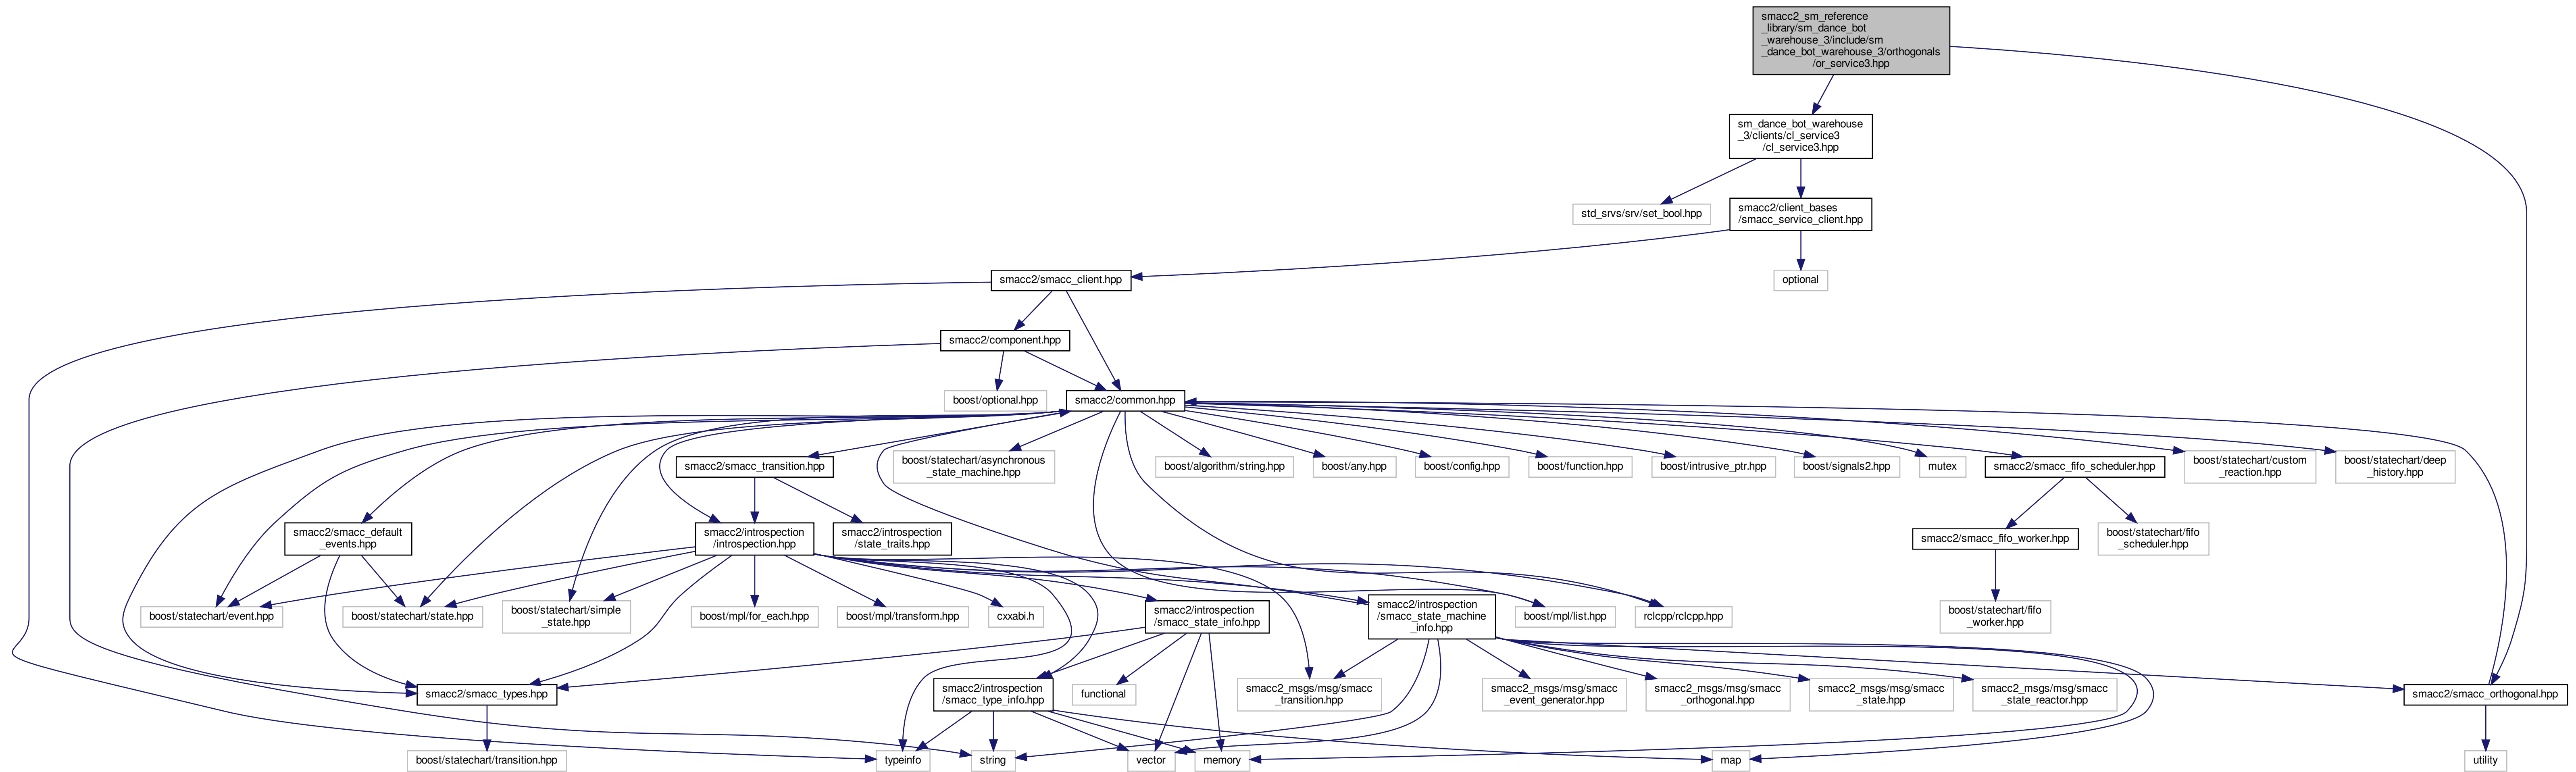 smacc2_sm_reference
_library/sm_dance_bot
_warehouse_3/include/sm
_dance_bot_warehouse_3/orthogonals
/or_service3.hpp
sm_dance_bot_warehouse
_3/clients/cl_service3
/cl_service3.hpp
std_srvs/srv/set_bool.hpp
smacc2/client_bases
/smacc_service_client.hpp
smacc2/smacc_client.hpp
optional
smacc2/component.hpp
boost/optional.hpp
smacc2/common.hpp
smacc2/smacc_transition.hpp
boost/statechart/asynchronous
_state_machine.hpp
boost/algorithm/string.hpp
boost/any.hpp
boost/config.hpp
boost/function.hpp
boost/intrusive_ptr.hpp
boost/signals2.hpp
mutex
smacc2/smacc_fifo_scheduler.hpp
boost/statechart/custom
_reaction.hpp
boost/statechart/deep
_history.hpp
smacc2/smacc_default
_events.hpp
smacc2/introspection
/introspection.hpp
smacc2/introspection
/state_traits.hpp
smacc2/smacc_fifo_worker.hpp
boost/statechart/fifo
_scheduler.hpp
boost/statechart/event.hpp
boost/statechart/state.hpp
boost/statechart/simple
_state.hpp
boost/mpl/for_each.hpp
boost/mpl/transform.hpp
cxxabi.h
smacc2/introspection
/smacc_state_info.hpp
smacc2/introspection
/smacc_state_machine
_info.hpp
boost/mpl/list.hpp
rclcpp/rclcpp.hpp
boost/statechart/fifo
_worker.hpp
smacc2/smacc_types.hpp
smacc2/introspection
/smacc_type_info.hpp
functional
smacc2_msgs/msg/smacc
_transition.hpp
smacc2_msgs/msg/smacc
_event_generator.hpp
smacc2_msgs/msg/smacc
_orthogonal.hpp
smacc2_msgs/msg/smacc
_state.hpp
smacc2_msgs/msg/smacc
_state_reactor.hpp
smacc2/smacc_orthogonal.hpp
boost/statechart/transition.hpp
typeinfo
string
vector
memory
map
utility